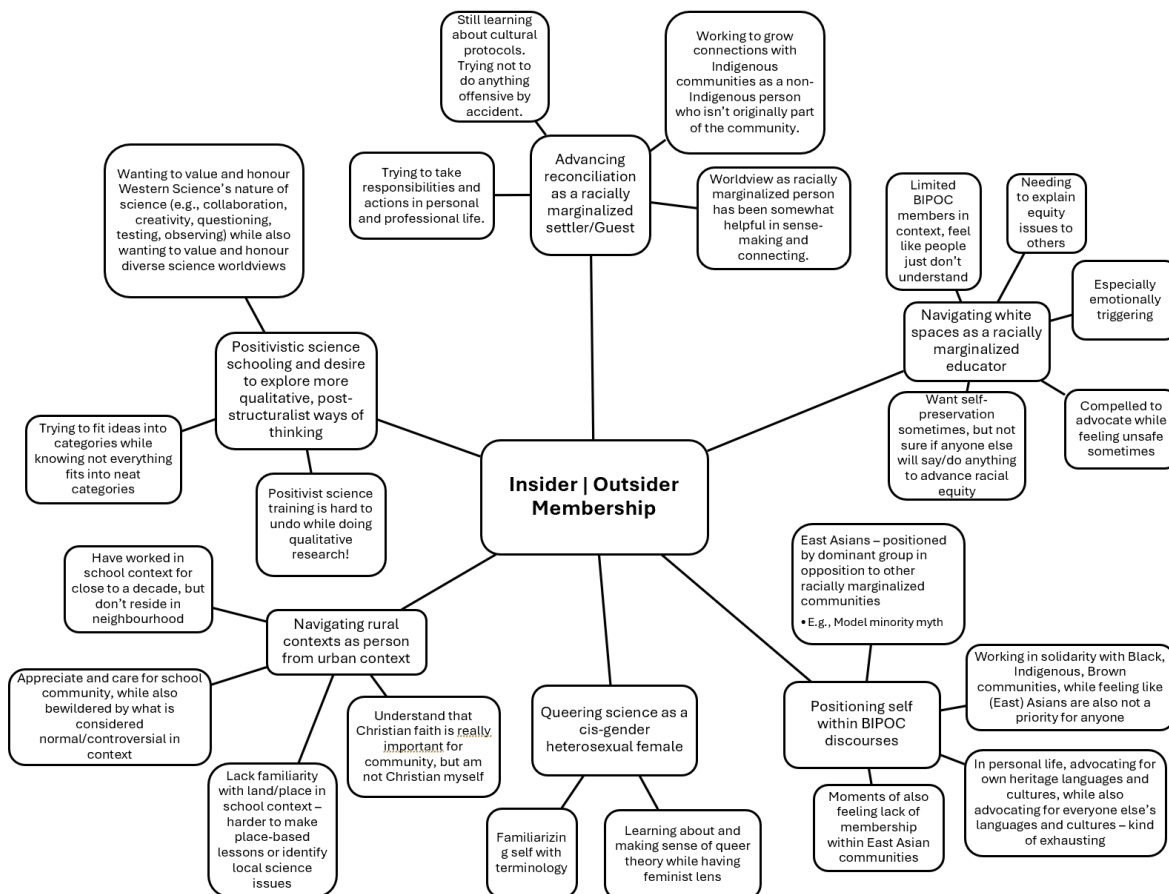 Still learning
about cultural
protocols.
Trying not to
do anything
offensive by
accident.
Working to grow
connections with
Indigenous
communities as a non-
Indigenous person
who isn't originally part
of the community.
Trying to take
responsibilities and
actions in personal
and professional life.
Advancing
reconciliation
as a racially
marginalized
settler/Guest
Worldview as racially
marginalized person
has been somewhat
helpful in sense-
making and
connecting.
Wanting to value and honour
Western Science's nature of
science (e.g., collaboration,
creativity, questioning,
testing, observing) while also
wanting to value and honour
diverse science worldviews
Positivistic science
schooling and desire
to explore more
qualitative, post-
structuralist ways of
thinking
Trying to fit ideas into
categories while
knowing not everything
fits into neat
categories
Positivist science
training is hard to
undo while doing
qualitative
research!
Limited
BIPOC
members in
context, feel
like people
just don't
understand
Needing
to explain
equity
issues to
others
Especially
emotionally
triggering
Navigating white
spaces as a racially
marginalized
educator
Want self-
preservation
sometimes, but not
sure if anyone else
will say/do anything
to advance racial
equity
Compelled to
advocate while
feeling unsafe
sometimes
Insider | Outsider
Membership
Have worked in
school context for
close to a decade, but
don't reside in
neighbourhood
Navigating rural
contexts as person
from urban context
Appreciate and care for school
community, while also
bewildered by what is
considered
normal/controversial in
context
Understand that
Christian faith is really
important for
community, but am
not Christian myself
Lack familiarity
with land/place in
school context –
harder to make
place-based
lessons or identify
local science
issues
Queering science as a
cis-gender
heterosexual female
Familiarizin
g self with
terminology
Learning about and
making sense of queer
theory while having
feminist lens
East Asians – positioned
by dominant group in
opposition to other
racially marginalized
communities
• E.g., Model minority myth
Positioning self
within BIPOC
discourses
Working in solidarity with Black,
Indigenous, Brown
communities, while feeling like
(East) Asians are also not a
priority for anyone
In personal life, advocating for
own heritage languages and
cultures, while also
advocating for everyone else's
languages and cultures – kind
of exhausting
Moments of also
feeling lack of
membership
within East Asian
communities